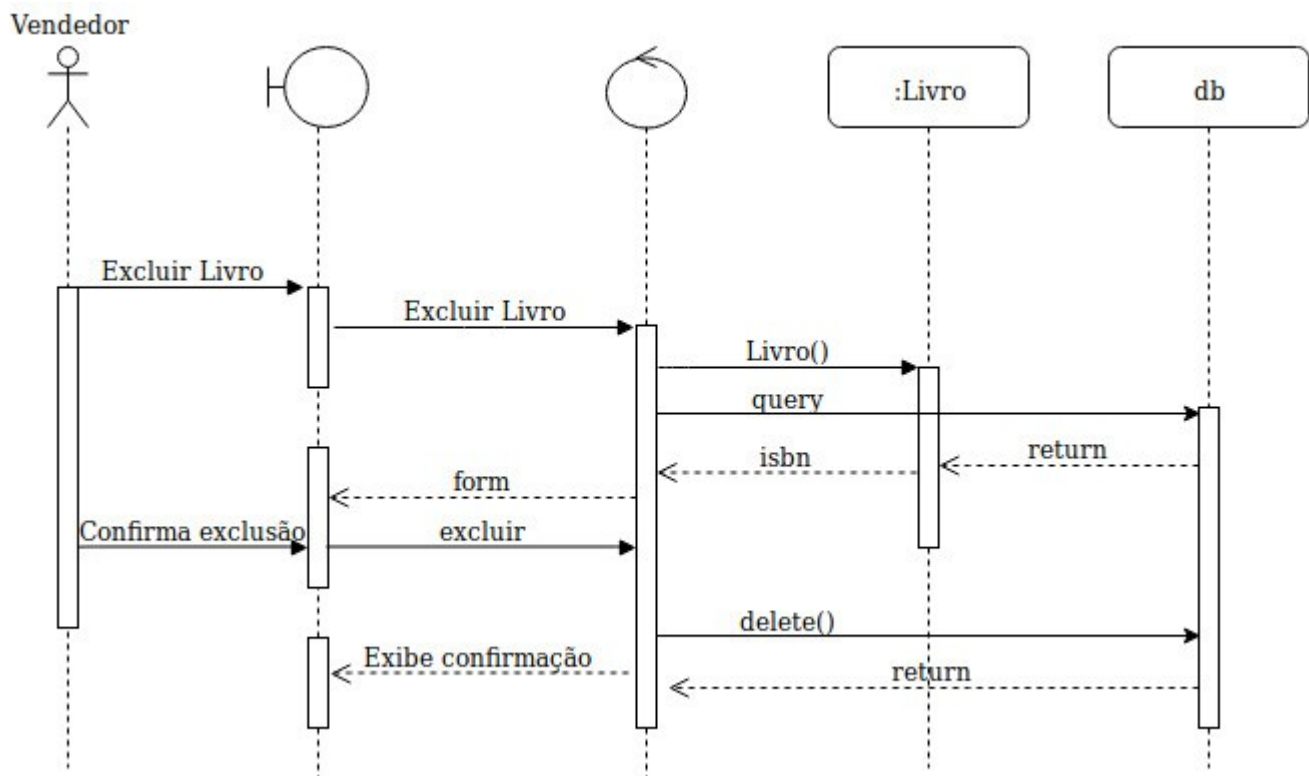 Vendedor
:Livro
db
Excluir Livro
Excluir Livro
Livro()
query
return
isbn
form
Confirma exclusão
excluir
delete()
Exibe confirmação
return